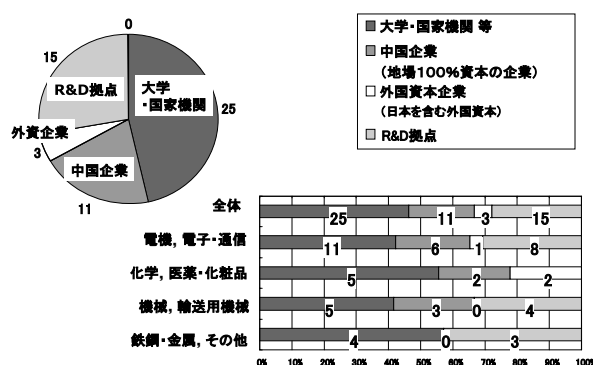 0
15
R&D拠点
大学
・国家機関
25
外資企業
3
中国企業
11
大学・国家機関 等
中国企業
(地場100%資本の企業)
外国資本企業
(日本を含む外国資本)
R&D拠点
全体
25 11 3 15
電機, 電子・通信
11 6 1 8
化学, 医薬・化粧品
5 2 2
機械, 輸送用機械
5 3 0 4
鉄鋼・金属, その他
4 0 3
0% 10% 20% 30% 40% 50% 60% 70% 80% 90% 100%